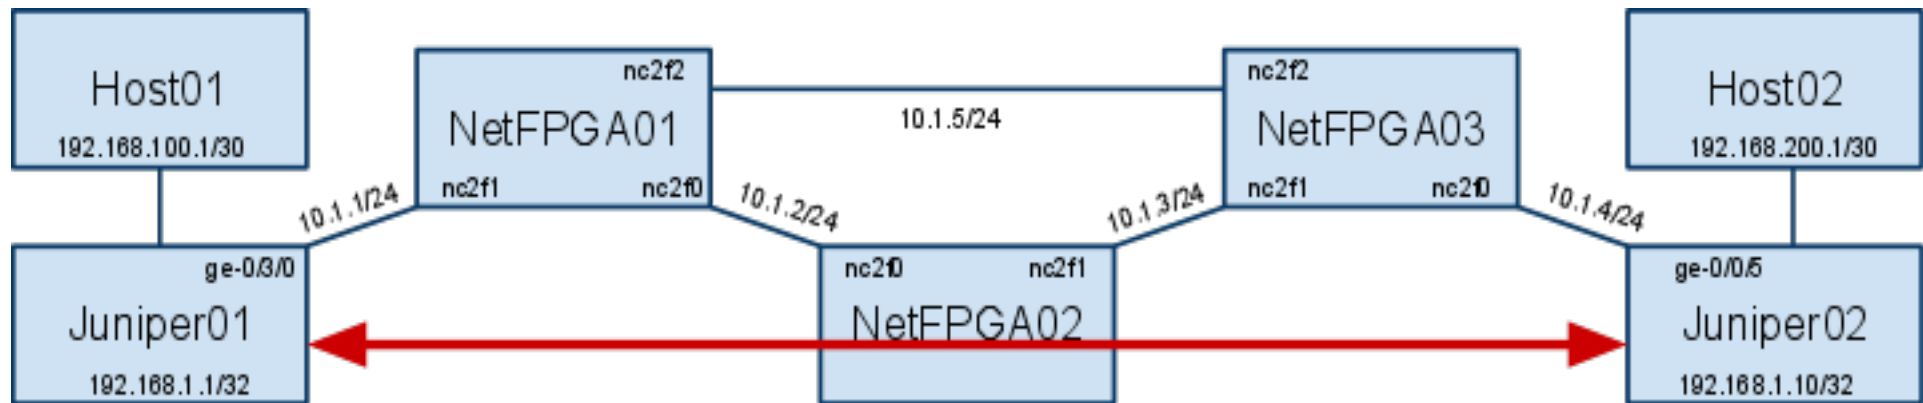 Host01
192.168.100.1/30
nc2f2
NetFPGA01
nc2f1
nc2f0
10.1.5/24
nc2f2
NetFPGA03
nc2f1
nc2f0
Host02
192.168.200.1/30
10.1.1/24
10.1.2/24
10.1.3/24
10.1.4/24
ge-0/3/0
Juniper01
192.168.1.1/32
nc2f0
nc2f1
NetFPGA02
ge-0/0/5
Juniper02
192.168.1.10/32